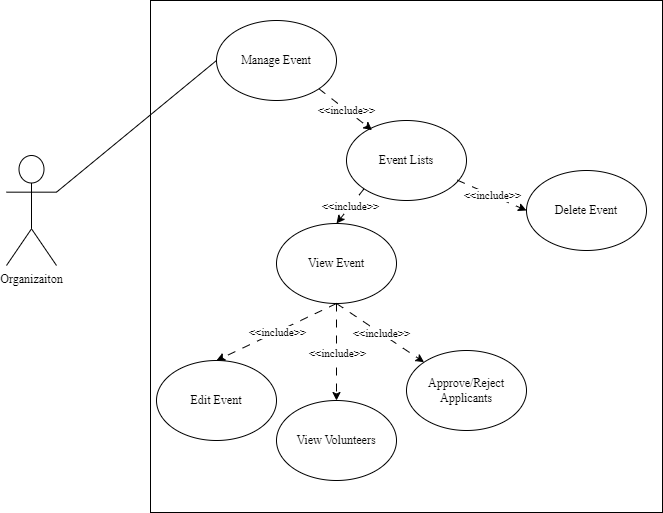 Manage Event
<<include>>
Event Lists
<<include>>
<<include>>
Delete Event
View Event
Organizaiton
<<include>>
<<include>>
<<include>>
Edit Event
Approve/Reject
Applicants
View Volunteers